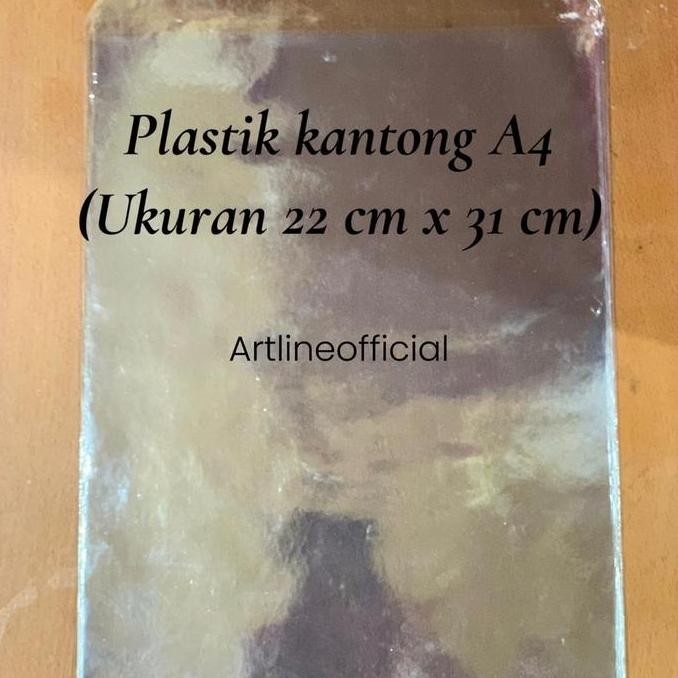 Plastik kantong A4
(Ukuran 22 cm x 31 cm)
Artlineofficial